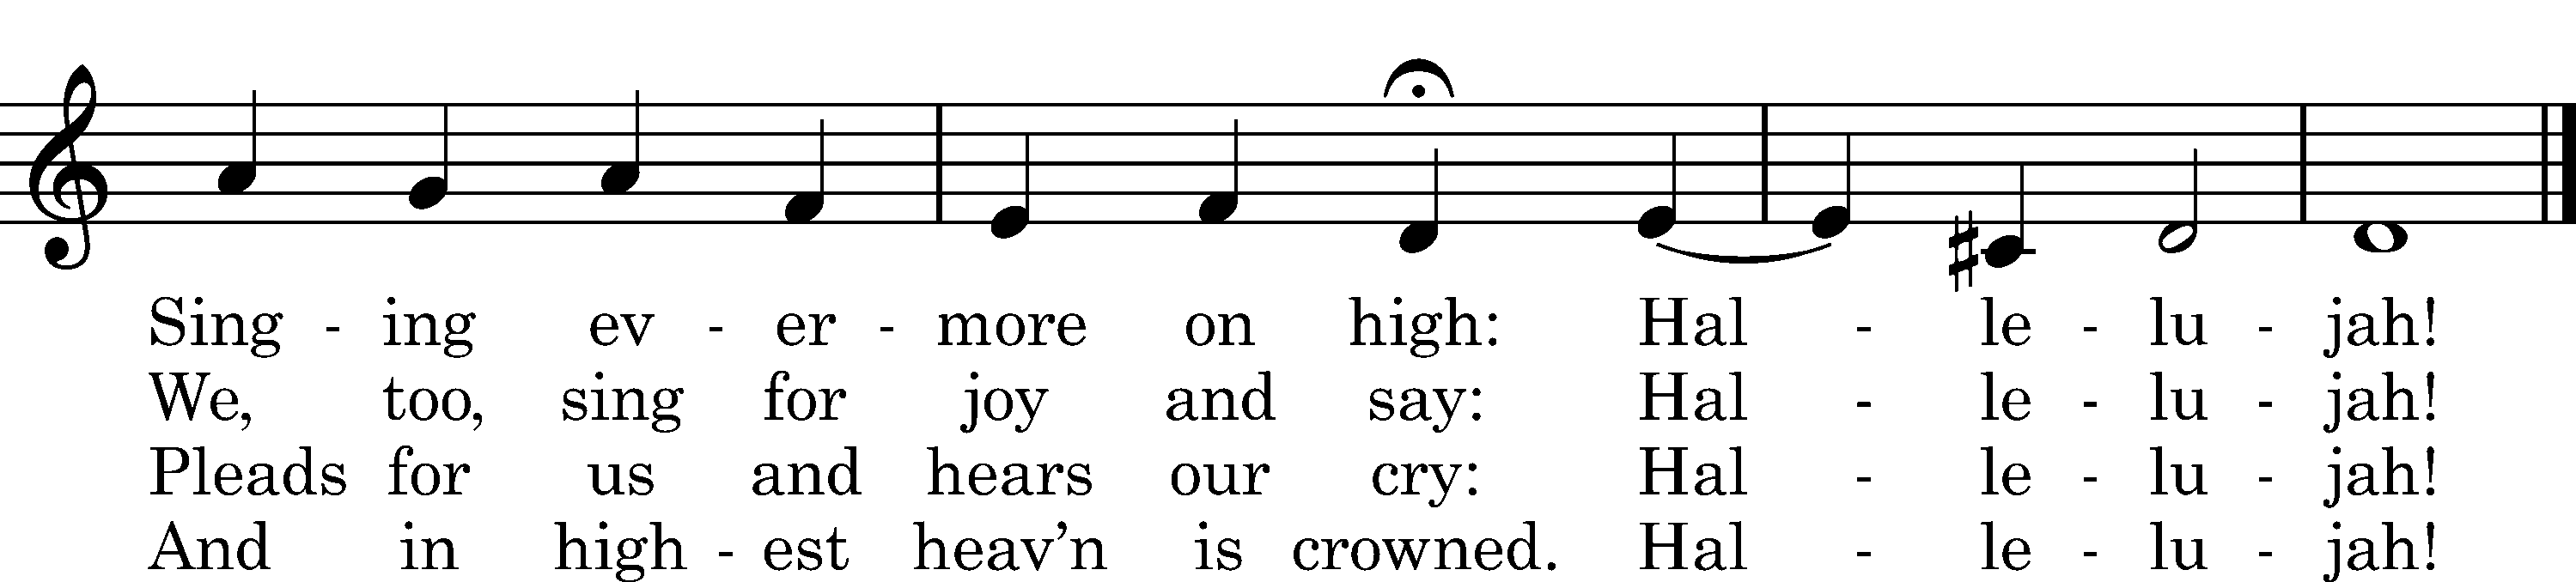 Sing - ing ev - er - more on high: Hal - le - lu - jah!
We, too, sing for joy and say: Hal - le - lu - jah!
Pleads for us and hears our cry: Hal - le - lu - jah!
And in high - est heav’n is crowned. Hal - le - lu - jah!